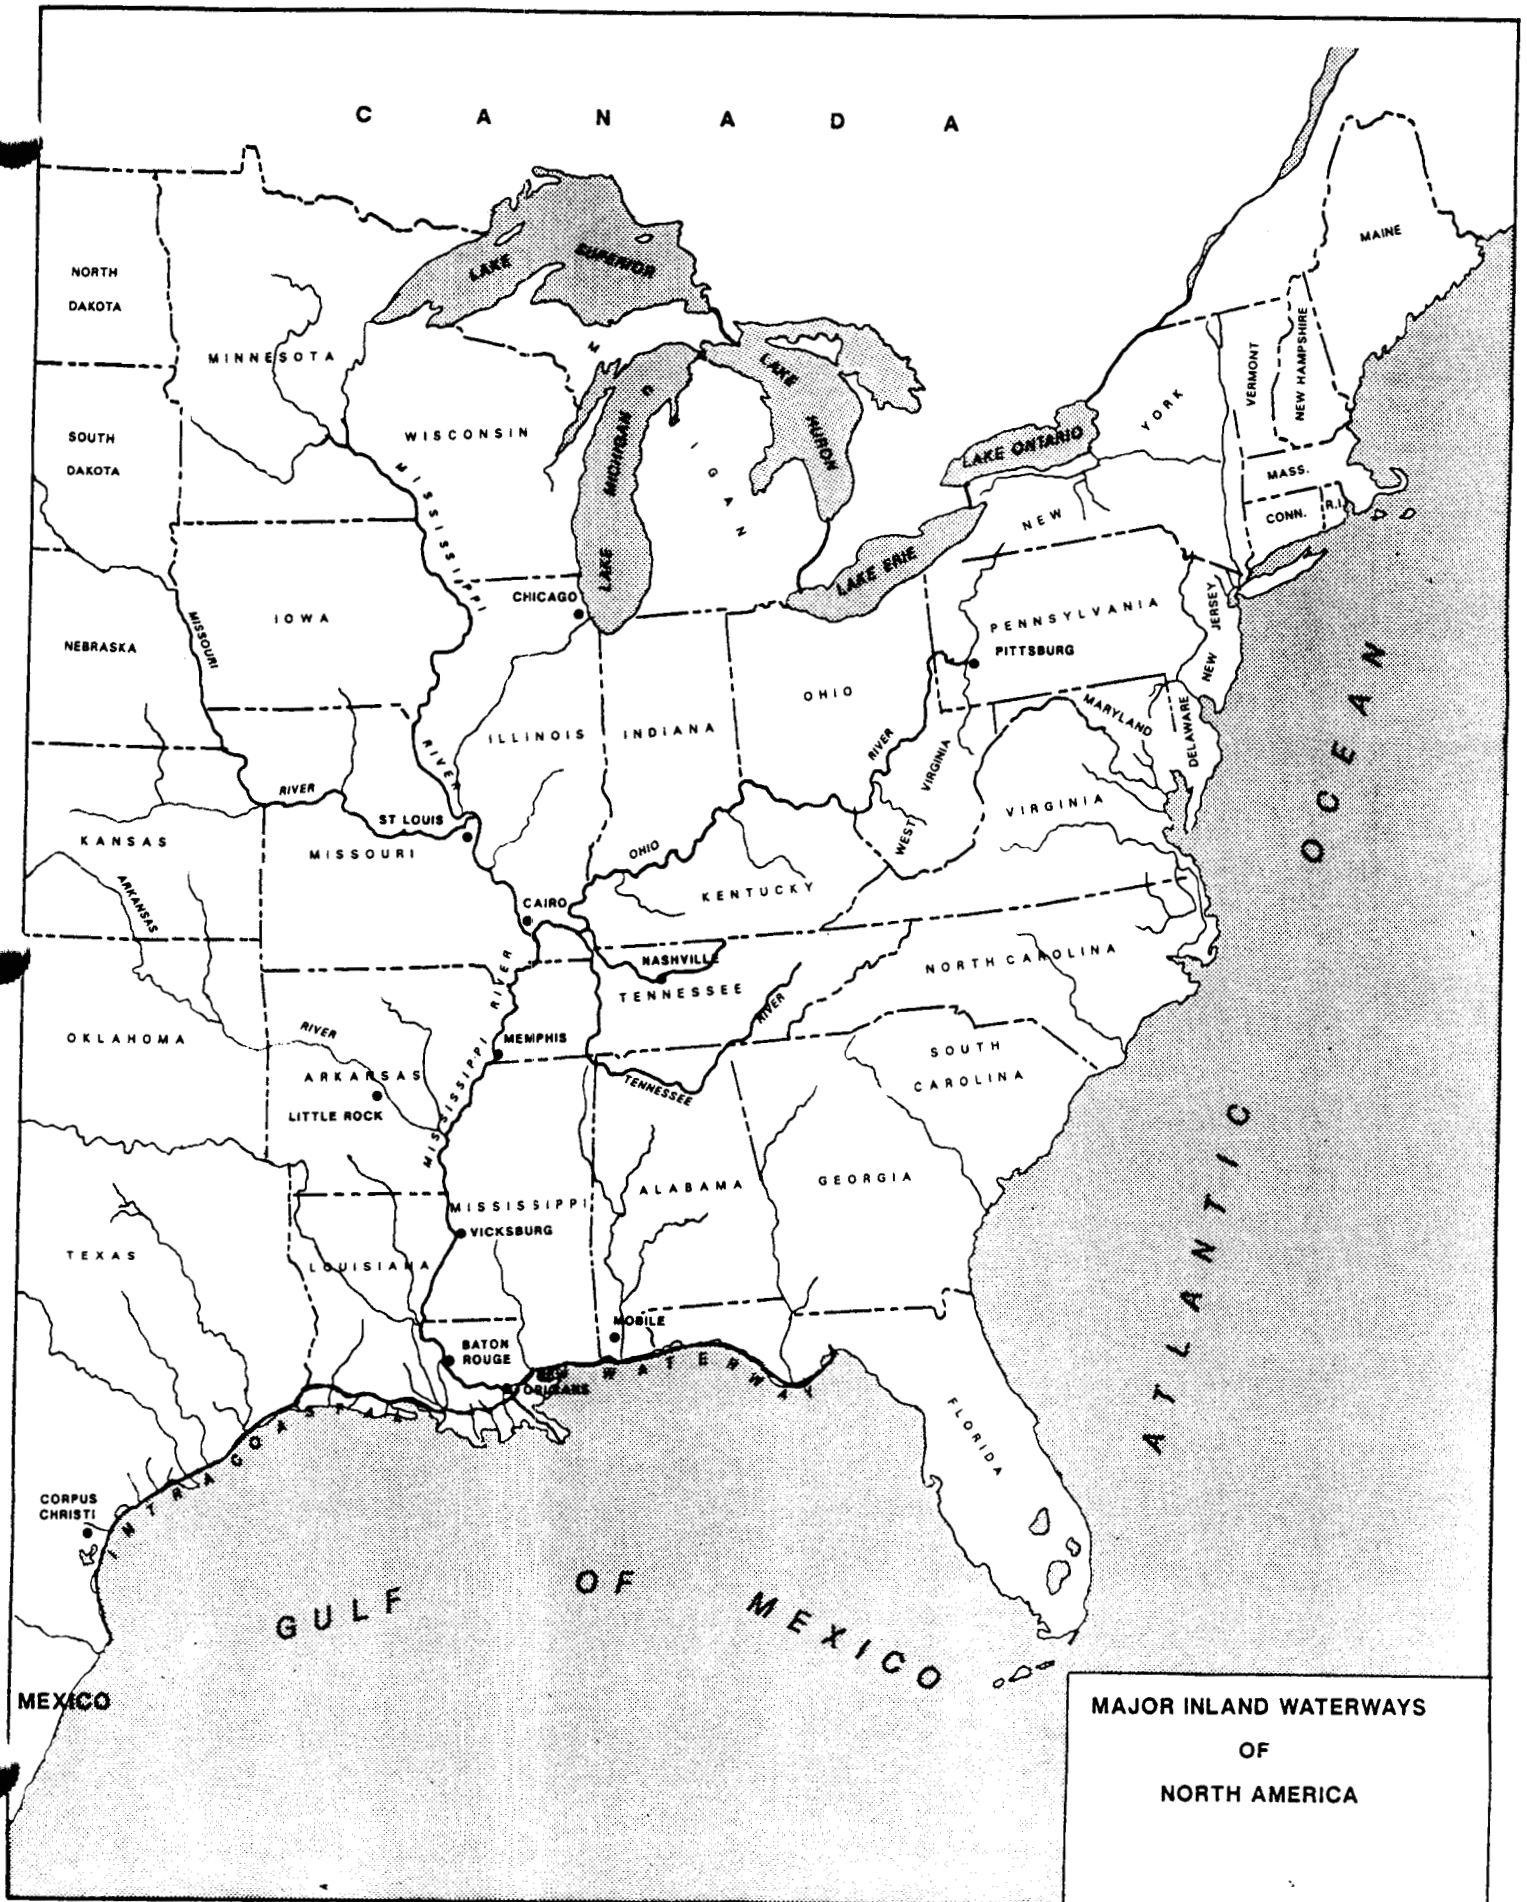 CANADA
NORTH
DAKOTA
MINNESOTA
LAKE SUPERIOR
MAINE
SOUTH
DAKOTA
WISCONSIN
MICHIGAN
LAKE MICHIGAN
LAKE HURON
LAKE ONTARIO
LAKE ERIE
NEW YORK
VERMONT
NEW HAMPSHIRE
MASS.
CONN.
R.I.
MISSISSIPPI RIVER
CHICAGO
IOWA
NEBRASKA
MISSOURI RIVER
PENNSYLVANIA
PITTSBURG
NEW JERSEY
OHIO
ILLINOIS
INDIANA
MARYLAND
DELAWARE
OHIO RIVER
WEST VIRGINIA
VIRGINIA
ST LOUIS
KANSAS
MISSOURI
ARKANSAS RIVER
KENTUCKY
CAIRO
NASHVILLE
TENNESSEE
NORTH CAROLINA
TENNESSEE RIVER
OKLAHOMA
MISSISSIPPI RIVER
MEMPHIS
SOUTH
CAROLINA
ARKANSAS
LITTLE ROCK
ALABAMA
GEORGIA
MISSISSIPPI
VICKSBURG
TEXAS
LOUISIANA
MOBILE
BATON
ROUGE
NEW
ORLEANS
INTRACOASTAL WATERWAY
FLORIDA
CORPUS
CHRISTI
ATLANTIC OCEAN
GULF OF MEXICO
MEXICO
MAJOR INLAND WATERWAYS
OF
NORTH AMERICA